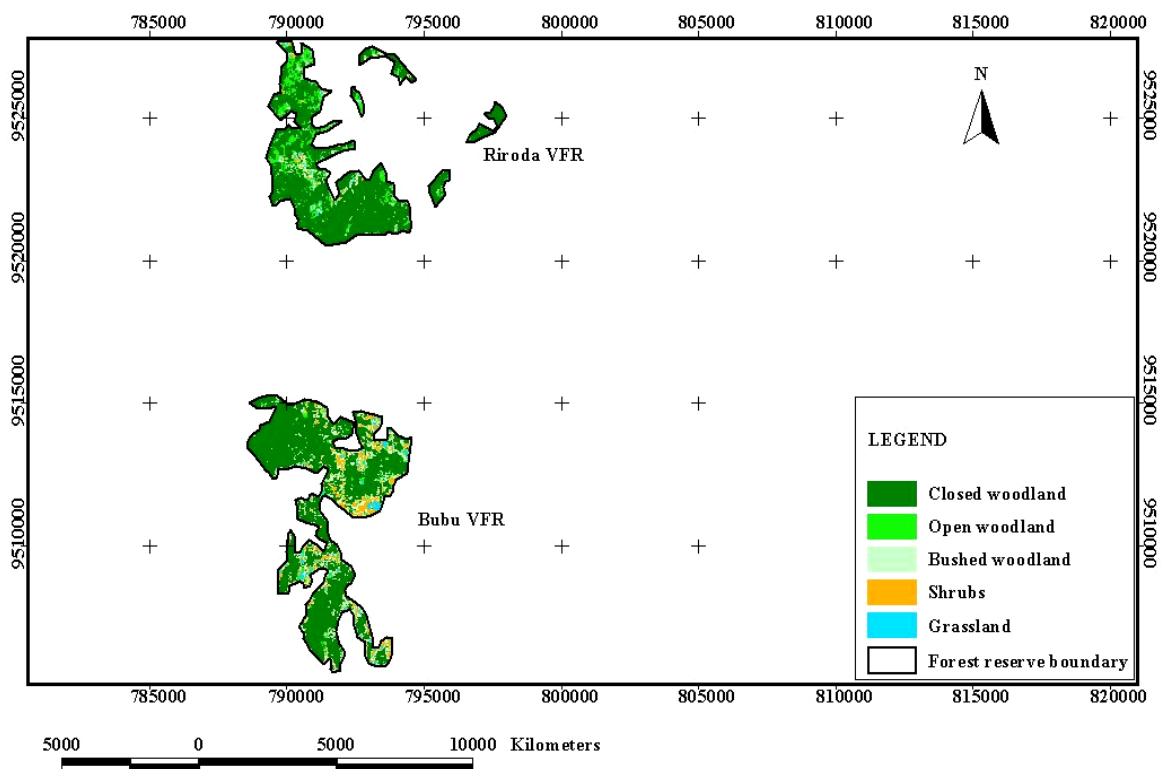 785000 790000 795000 800000 805000 810000 815000 820000
N
9525000 9525000
Riroda VFR
9520000 9520000
9515000 9515000
LEGEND
Closed woodland
Bubu VFR Open woodland
9510000 9510000
Bushed woodland
Shrubs
Grassland
Forest reserve boundary
785000 790000 795000 800000 805000 810000 815000 820000
5000 0 5000 10000 Kilometers